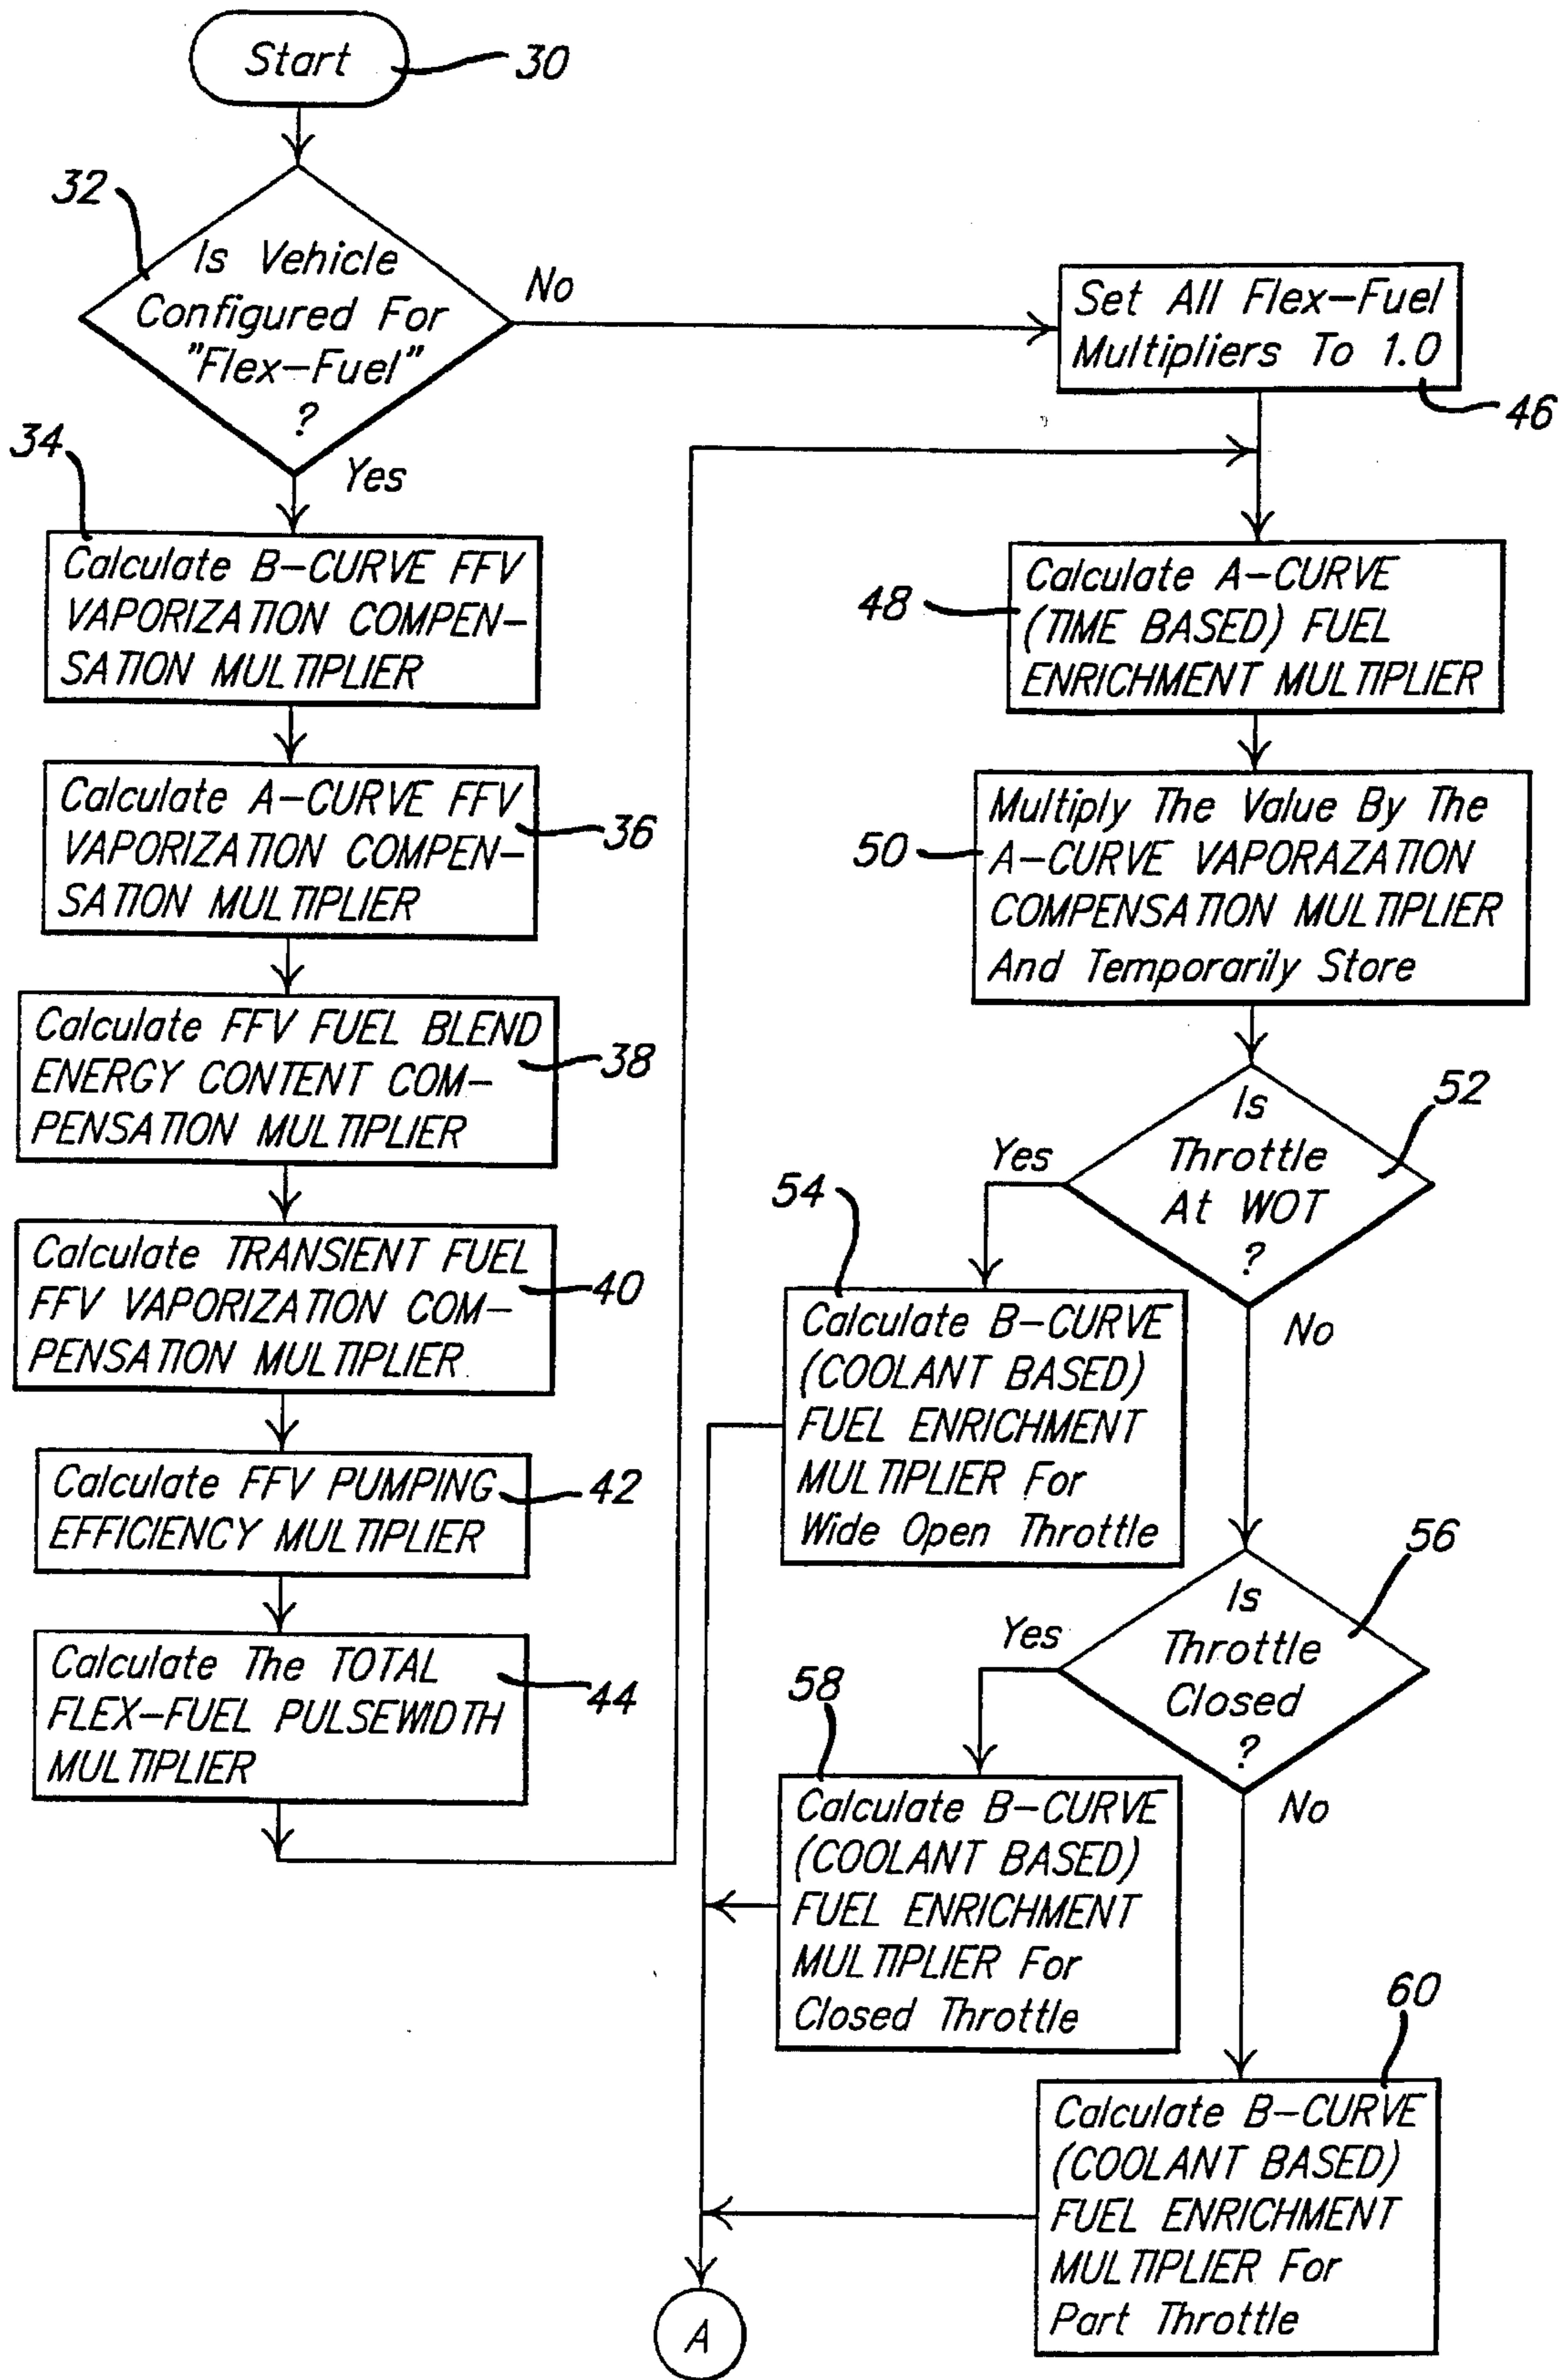 Start
30
32
Is Vehicle
Configured For
"Flex-Fuel"
?
No
Yes
34
Calculate B-CURVE FFV
VAPORIZATION COMPEN-
SATION MULTIPLIER
Calculate A-CURVE FFV
VAPORIZATION COMPEN-
SATION MULTIPLIER
36
Calculate FFV FUEL BLEND
ENERGY CONTENT COM-
PENSATION MULTIPLIER
38
Calculate TRANSIENT FUEL
FFV VAPORIZATION COM-
PENSATION MULTIPLIER
40
Calculate FFV PUMPING
EFFICIENCY MULTIPLIER
42
Calculate The TOTAL
FLEX-FUEL PULSEWIDTH
MULTIPLIER
44
Set All Flex-Fuel
Multipliers To 1.0
46
48
Calculate A-CURVE
(TIME BASED) FUEL
ENRICHMENT MULTIPLIER
50
Multiply The Value By The
A-CURVE VAPORAZATION
COMPENSATION MULTIPLIER
And Temporarily Store
52
Is
Throttle
At WOT
?
Yes
No
54
Calculate B-CURVE
(COOLANT BASED)
FUEL ENRICHMENT
MULTIPLIER For
Wide Open Throttle
56
Is
Throttle
Closed
?
Yes
No
58
Calculate B-CURVE
(COOLANT BASED)
FUEL ENRICHMENT
MULTIPLIER For
Closed Throttle
60
Calculate B-CURVE
(COOLANT BASED)
FUEL ENRICHMENT
MULTIPLIER For
Part Throttle
A